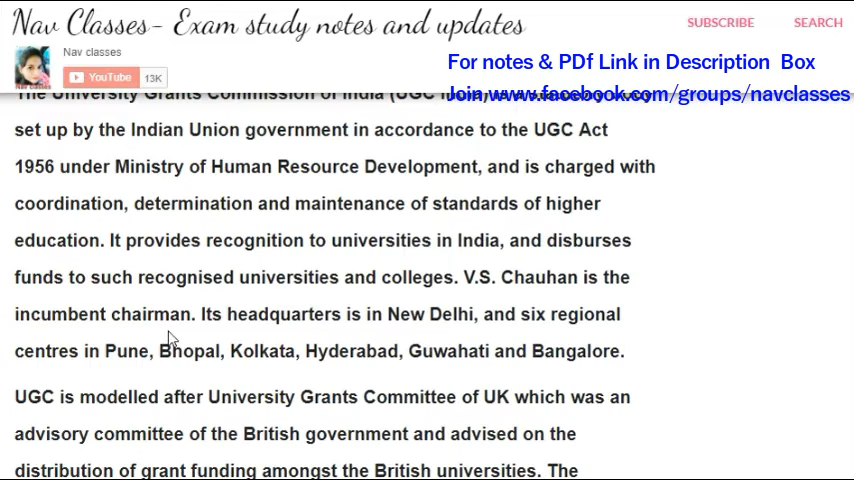 Nav Classes- Exam study notes and updates
SUBSCRIBE SEARCH
Nav classes
YouTube 13K
For notes & PDf Link in Description Box
Join www.facebook.com/groups/navclasses
The University Grants Commission of India (UGC
set up by the Indian Union government in accordance to the UGC Act
1956 under Ministry of Human Resource Development, and is charged with
coordination, determination and maintenance of standards of higher
education. It provides recognition to universities in India, and disburses
funds to such recognised universities and colleges. V.S. Chauhan is the
incumbent chairman. Its headquarters is in New Delhi, and six regional
centres in Pune, Bhopal, Kolkata, Hyderabad, Guwahati and Bangalore.
UGC is modelled after University Grants Committee of UK which was an
advisory committee of the British government and advised on the
distribution of grant funding amongst the British universities. The